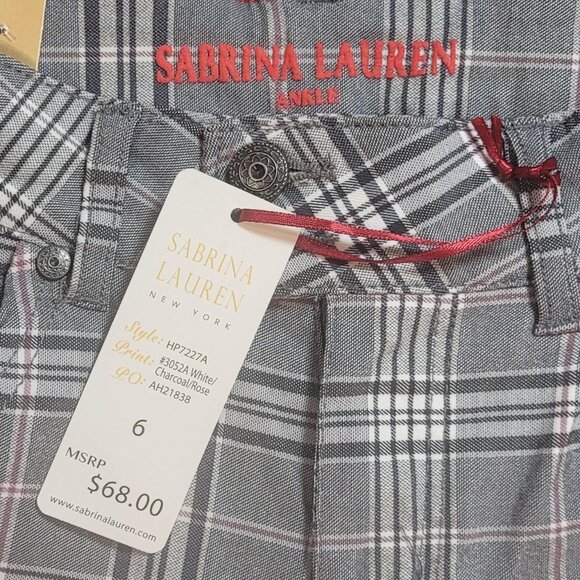 SABRINA LAUREN
ANKLE
SABRINA
LAUREN
NEW YORK
Style: HP7227A
Print: #3052A White/
Charcoal/Rose
PO: AH21838
6
MSRP
$68.00
www.sabrinalauren.com